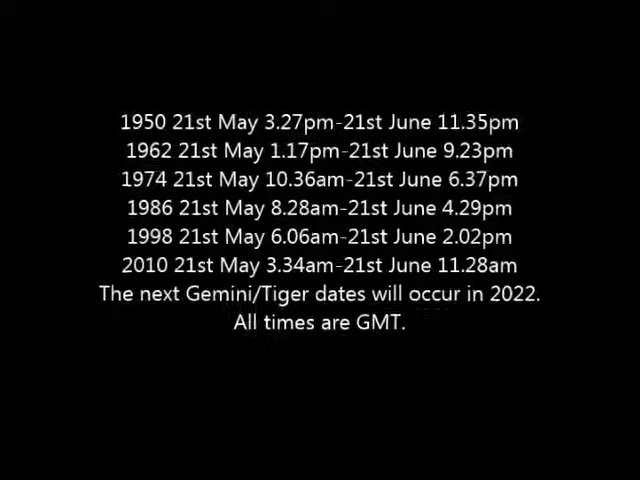 1950 21st May 3.27pm-21st June 11.35pm
1962 21st May 1.17pm-21st June 9.23pm
1974 21st May 10.36am-21st June 6.37pm
1986 21st May 8.28am-21st June 4.29pm
1998 21st May 6.06am-21st June 2.02pm
2010 21st May 3.34am-21st June 11.28am
The next Gemini/Tiger dates will occur in 2022.
All times are GMT.